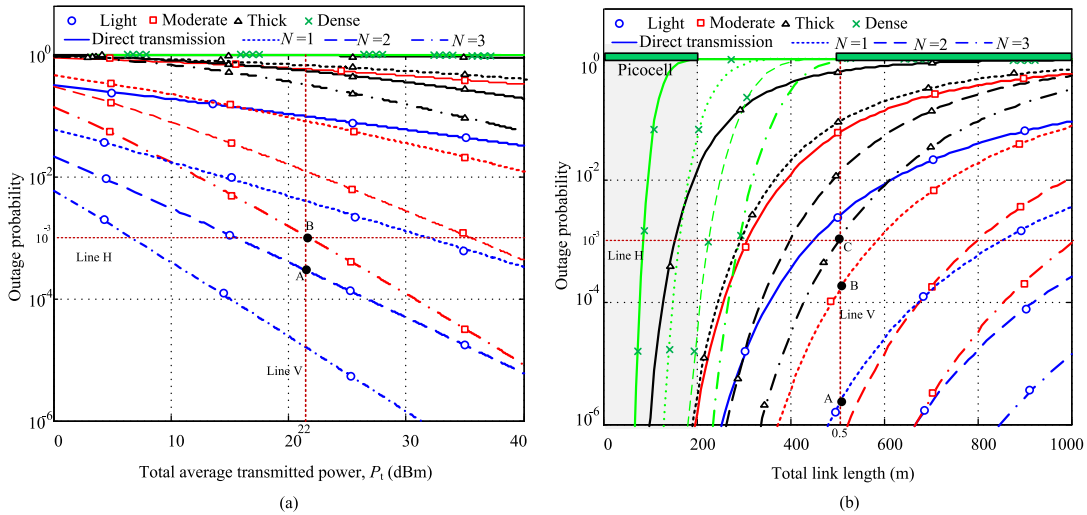 Light Moderate Thick Dense
Direct transmission N =1 N =2 N =3
10^0
10^-2
10^-3
10^-4
10^-6
Outage probability
Line H
Line V
A
B
0 10 20 22 30 40
Total average transmitted power, P_t (dBm)
(a)
Light Moderate Thick Dense
Direct transmission N =1 N =2 N =3
Picocell
10^0
10^-2
10^-3
10^-4
10^-6
Outage probability
Line H
Line V
A
B
C
0 200 400 0.5 600 800 1000
Total link length (m)
(b)